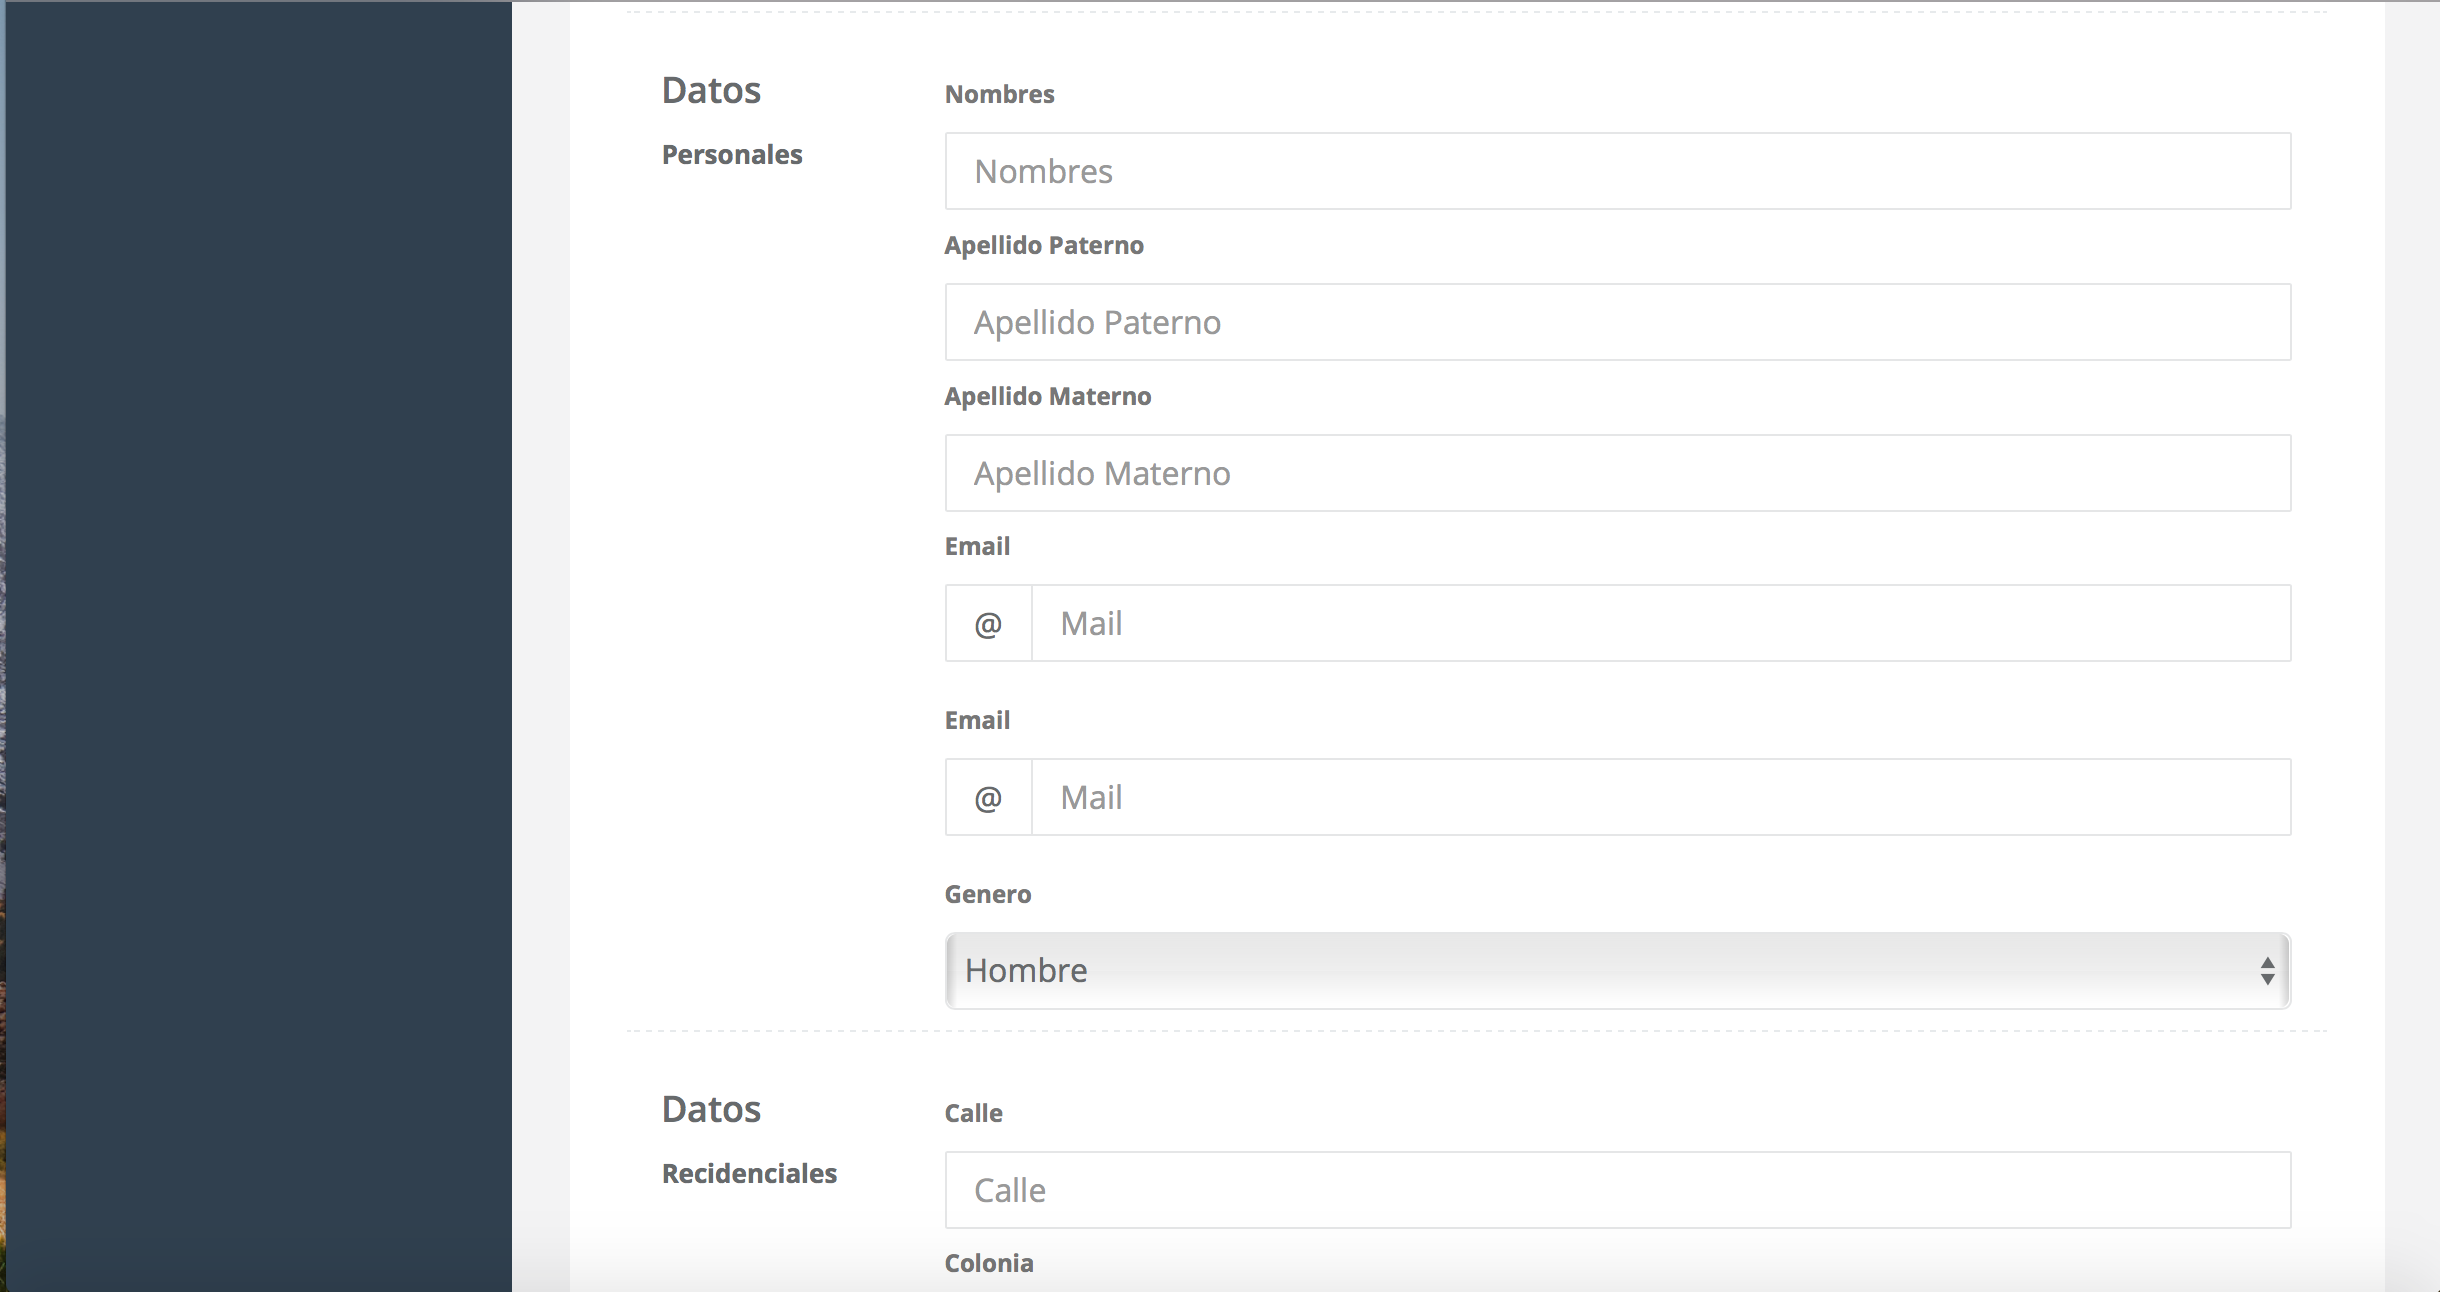 Datos
Personales
Nombres
Nombres
Apellido Paterno
Apellido Paterno
Apellido Materno
Apellido Materno
Email
@ Mail
Email
@ Mail
Genero
Hombre
Datos
Recidenciales
Calle
Calle
Colonia